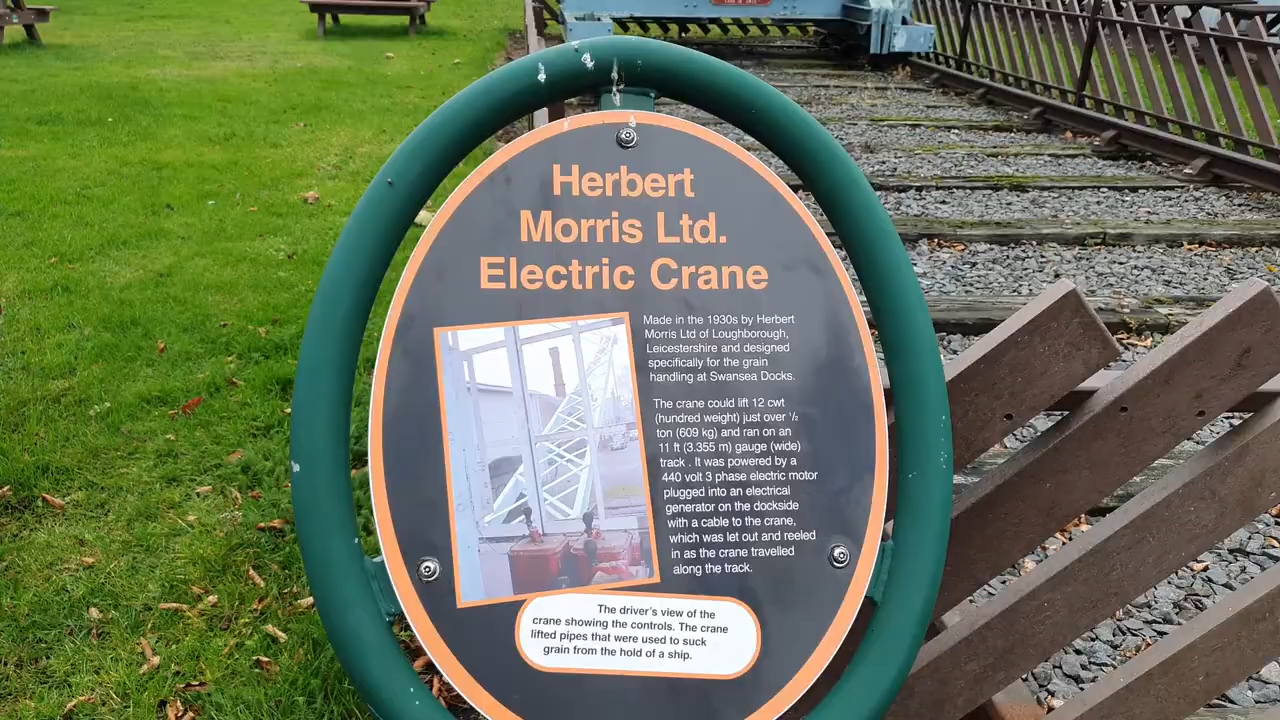 Herbert
Morris Ltd.
Electric Crane
Made in the 1930s by Herbert
Morris Ltd of Loughborough,
Leicestershire and designed
specifically for the grain
handling at Swansea Docks.
The crane could lift 12 cwt
(hundred weight) just over ½
ton (609 kg) and ran on an
11 ft (3.355 m) gauge (wide)
track . It was powered by a
440 volt 3 phase electric motor
plugged into an electrical
generator on the dockside
with a cable to the crane,
which was let out and reeled
in as the crane travelled
along the track.
The driver's view of the
crane showing the controls. The crane
lifted pipes that were used to suck
grain from the hold of a ship.